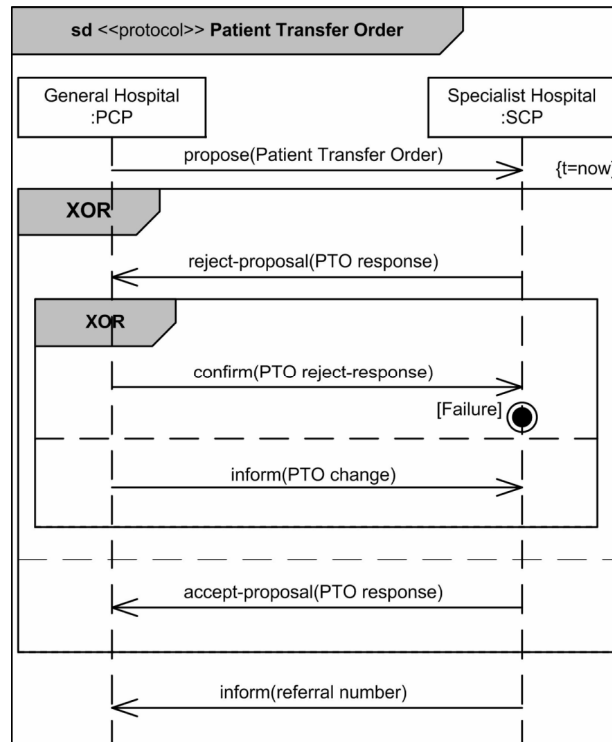 sd <<protocol>> Patient Transfer Order
General Hospital
:PCP
Specialist Hospital
:SCP
propose(Patient Transfer Order)
{t=now}
XOR
reject-proposal(PTO response)
XOR
confirm(PTO reject-response)
[Failure]
inform(PTO change)
accept-proposal(PTO response)
inform(referral number)